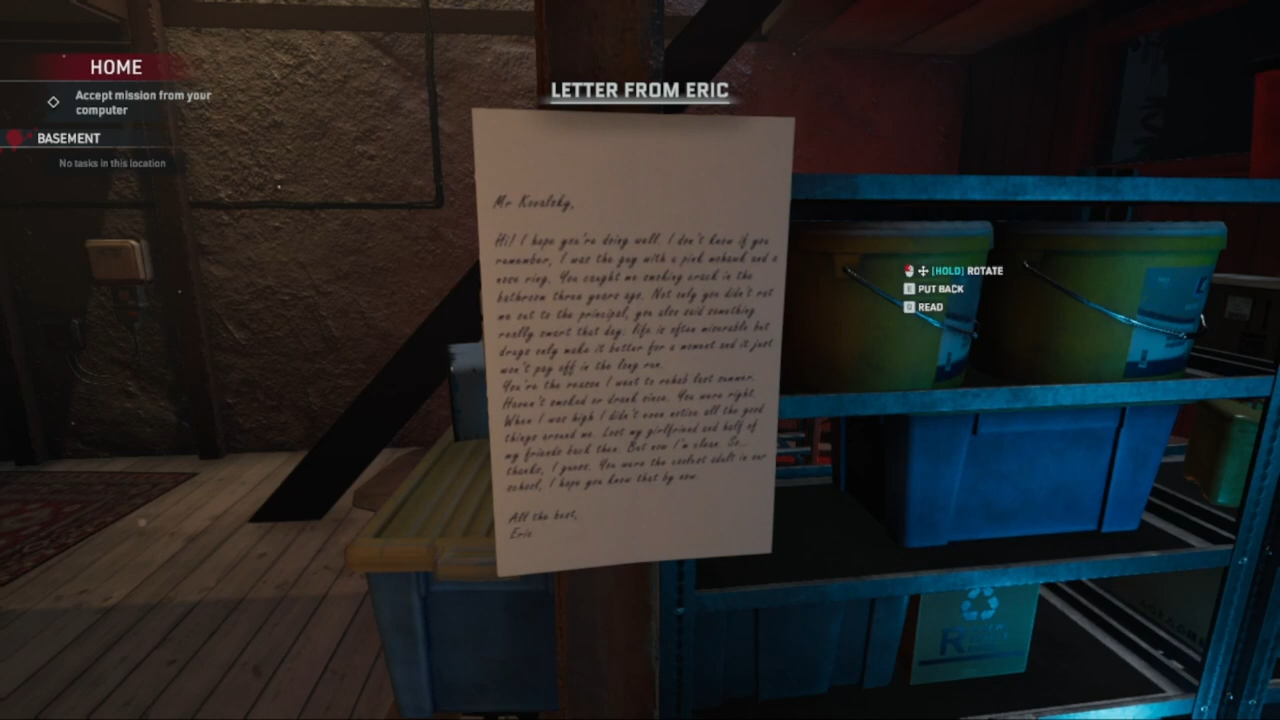 HOME
Accept mission from your
computer
BASEMENT
No tasks in this location
LETTER FROM ERIC
Mr Kovalsky,
Hi! I hope you're doing well. I don't know if you
remember, I was the guy with a pink mohawk and a
nose ring. You caught me smoking crack in the
bathroom three years ago. Not only you didn't rat
me out to the principal, you also said something
really smart that day: life is often miserable but
drugs only make it better for a moment and it just
won't pay off in the long run.
You're the reason I went to rehab last summer.
Haven't smoked or drank since. You were right.
When I was high I didn't even notice all the good
things around me. Lost my girlfriend and half of
my friends back then. But now I'm clean. So...
thanks, I guess. You were the coolest adult in our
school, I hope you know that by now.
All the best,
Eric
[HOLD] ROTATE
E PUT BACK
READ
R